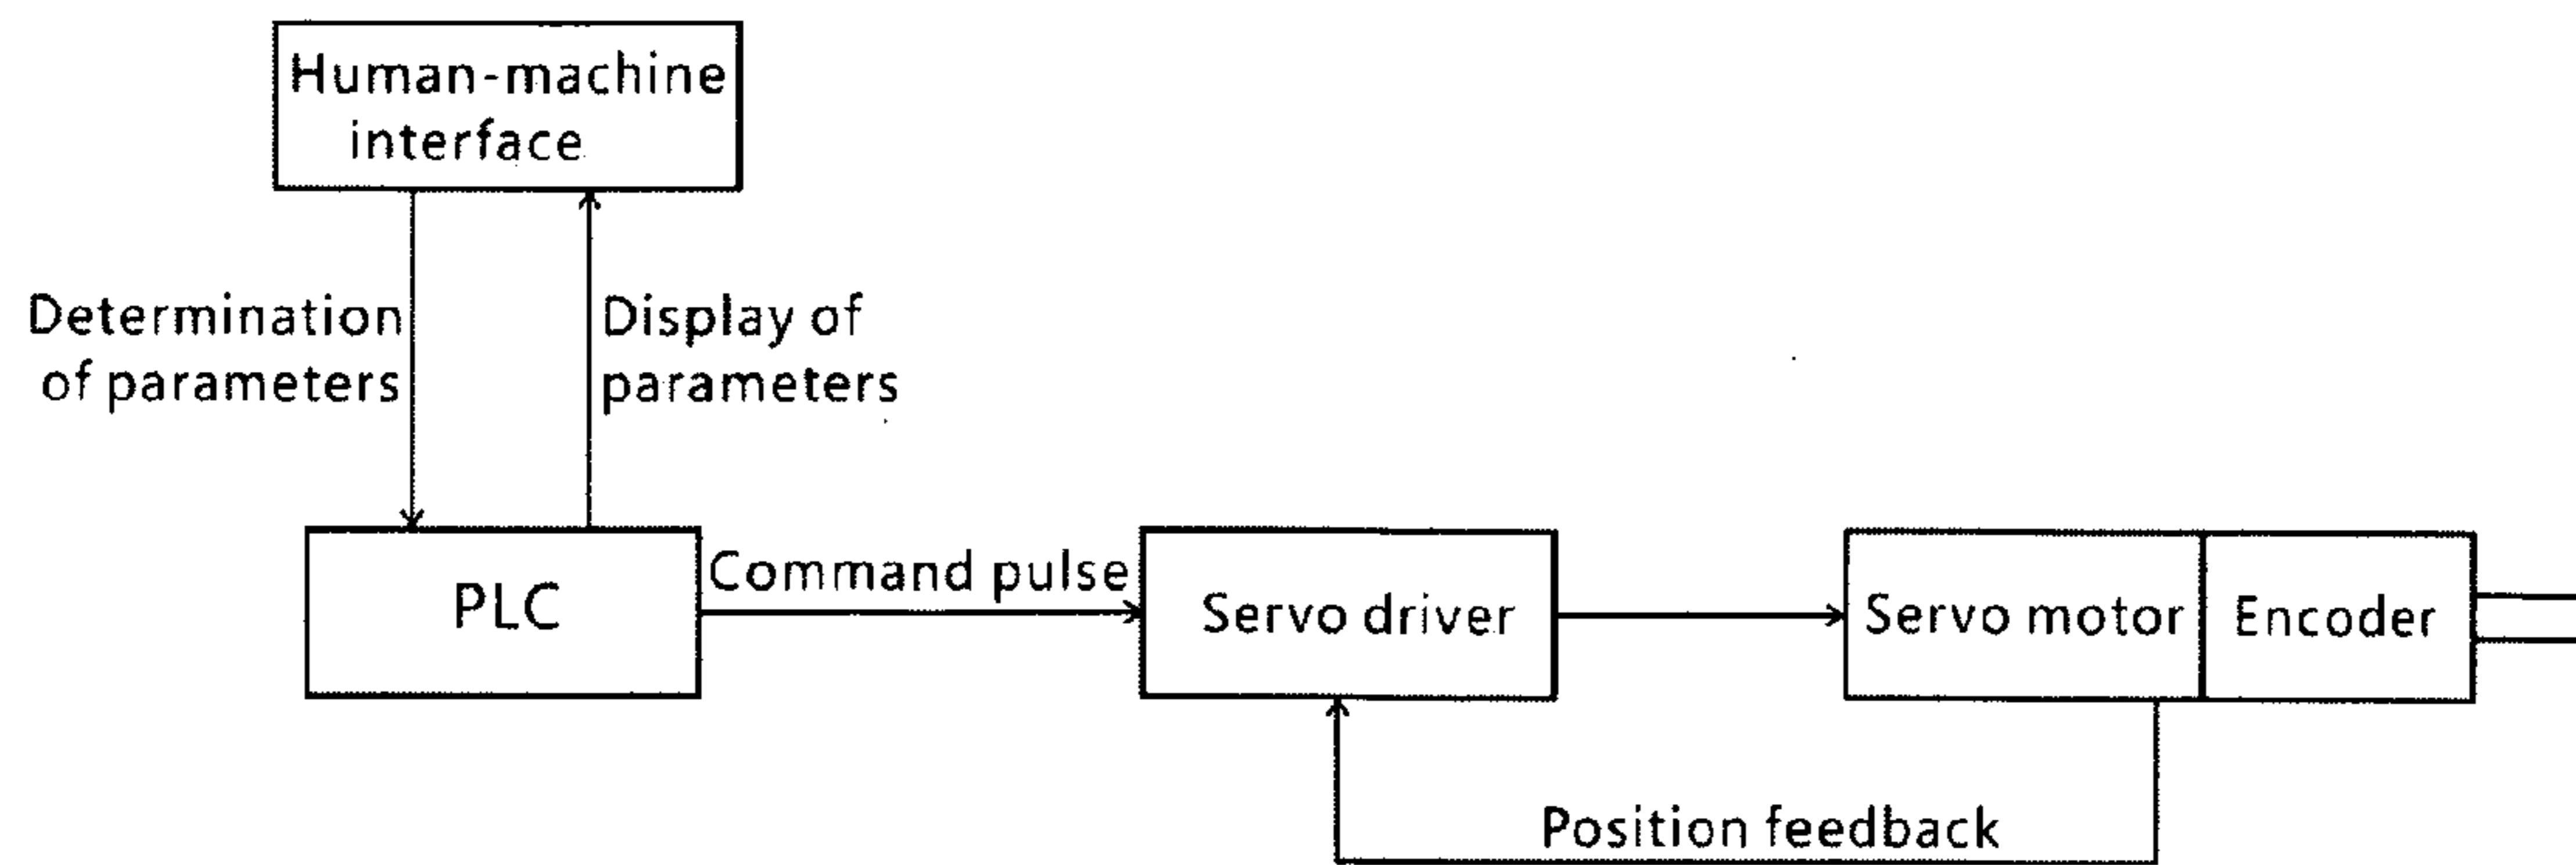 Human-machine
interface
Determination
of parameters
Display of
parameters
PLC
Command pulse
Servo driver
Servo motor
Encoder
Position feedback